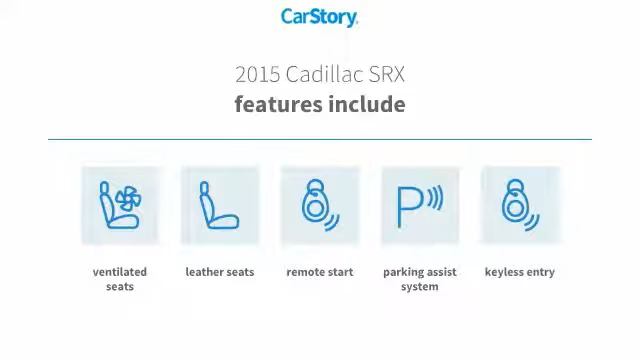 CarStory.
2015 Cadillac SRX
features include
ventilated
seats
leather seats
remote start
parking assist
system
keyless entry